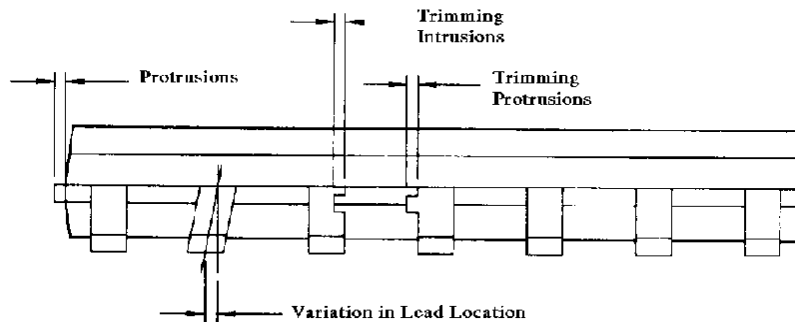 Trimming
Intrusions
Protrusions
Trimming
Protrusions
Variation in Lead Location